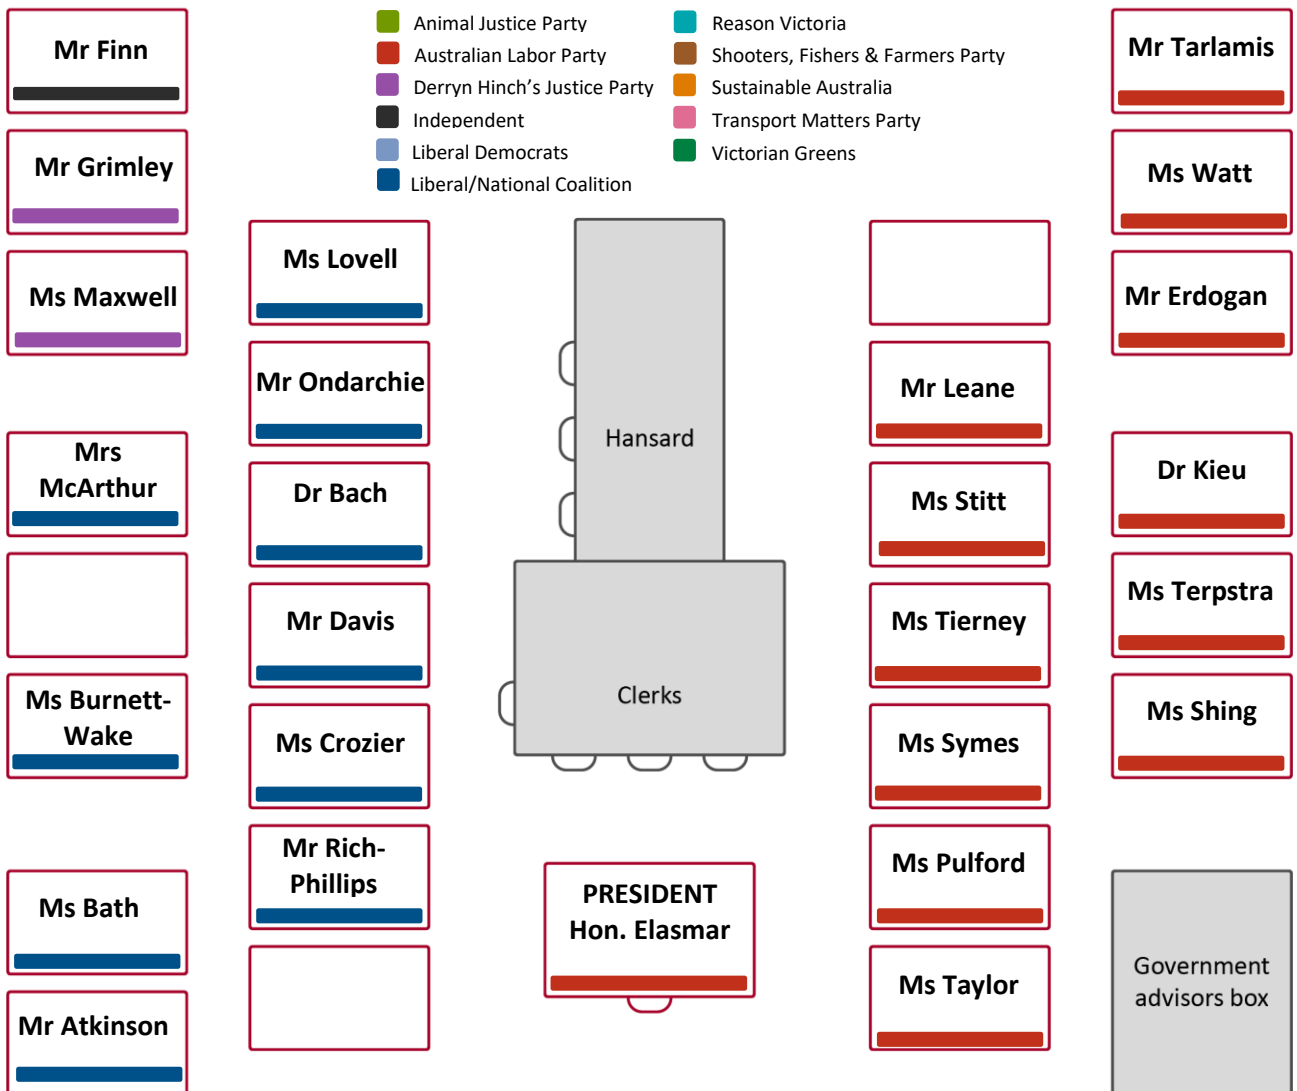 Animal Justice Party
Australian Labor Party
Derryn Hinch's Justice Party
Independent
Liberal Democrats
Liberal/National Coalition
Reason Victoria
Shooters, Fishers & Farmers Party
Sustainable Australia
Transport Matters Party
Victorian Greens
Mr Finn
Mr Grimley
Ms Maxwell
Mrs
McArthur
Ms Burnett-
Wake
Ms Bath
Mr Atkinson
Ms Lovell
Mr Ondarchie
Dr Bach
Mr Davis
Ms Crozier
Mr Rich-
Phillips
Hansard
Clerks
PRESIDENT
Hon. Elasmar
Mr Leane
Ms Stitt
Ms Tierney
Ms Symes
Ms Pulford
Ms Taylor
Mr Tarlamis
Ms Watt
Mr Erdogan
Dr Kieu
Ms Terpstra
Ms Shing
Government
advisors box